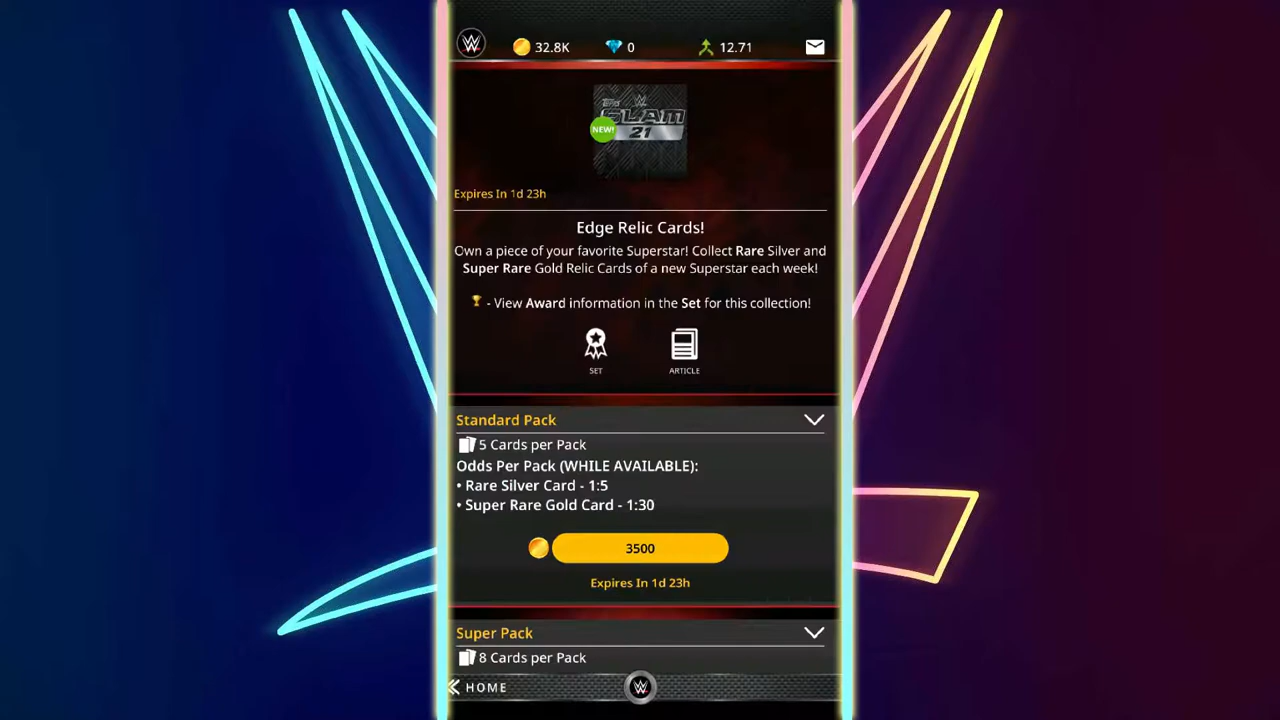 32.8K 0 12.71
Topps
SLAM
NEW! 21
Expires In 1d 23h
Edge Relic Cards!
Own a piece of your favorite Superstar! Collect Rare Silver and
Super Rare Gold Relic Cards of a new Superstar each week!
- View Award information in the Set for this collection!
SET ARTICLE
Standard Pack
5 Cards per Pack
Odds Per Pack (WHILE AVAILABLE):
• Rare Silver Card - 1:5
• Super Rare Gold Card - 1:30
3500
Expires In 1d 23h
Super Pack
8 Cards per Pack
HOME